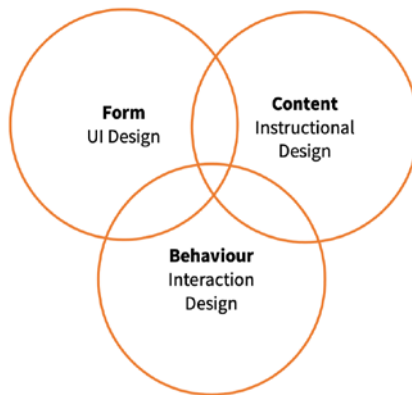 Form
UI Design
Content
Instructional
Design
Behaviour
Interaction
Design